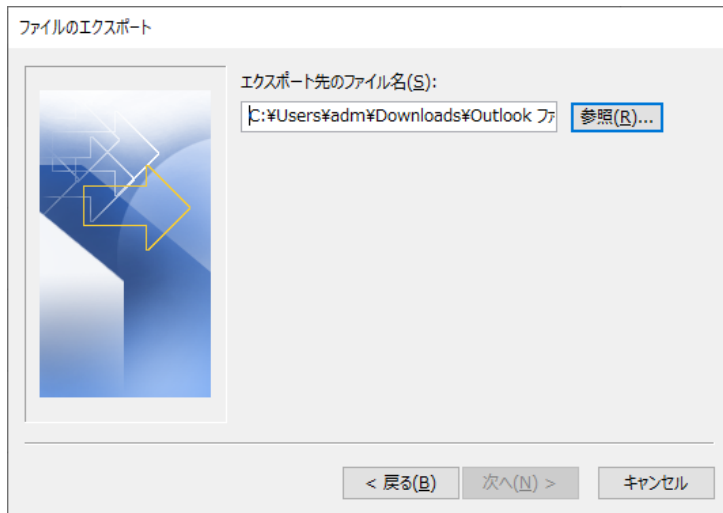 ファイルのエクスポート
エクスポート先のファイル名(S):
C:¥Users¥adm¥Downloads¥Outlook ファ
参照(R)...
< 戻る(B)
次へ(N) >
キャンセル